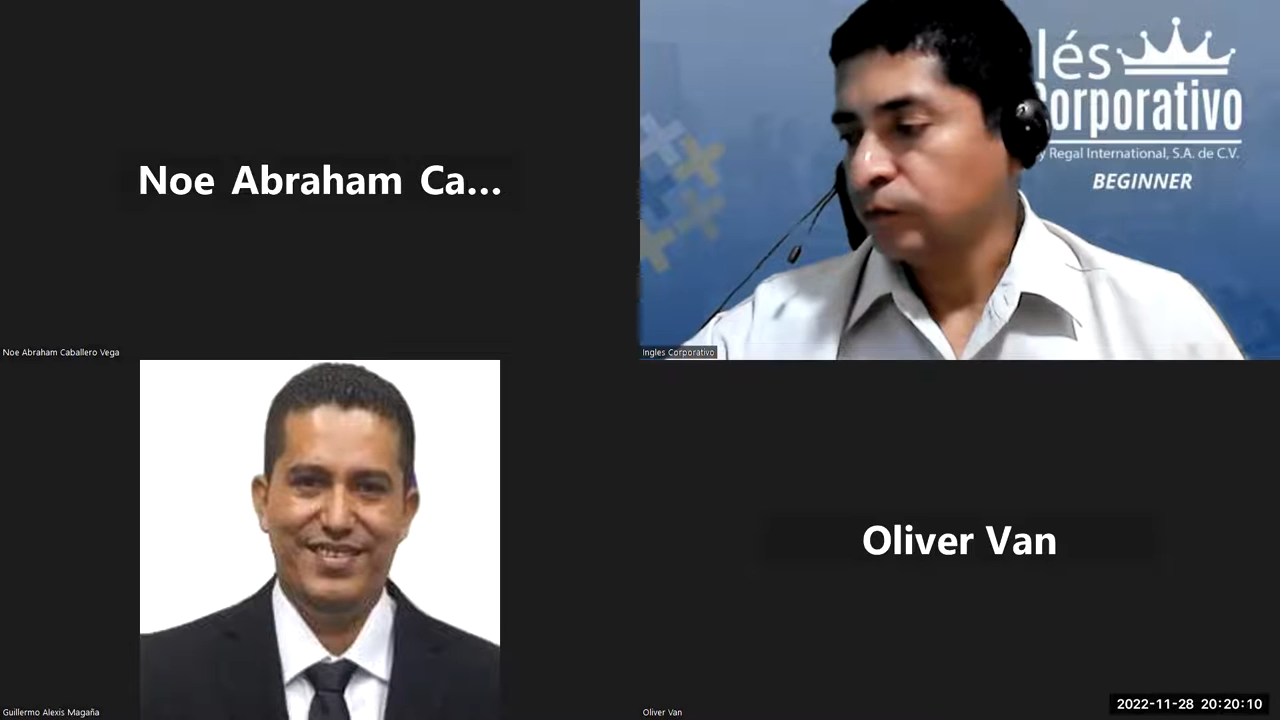 Noe Abraham Ca...
Noe Abraham Caballero Vega
lés
Corporativo
y Regal International, S.A. de C.V.
BEGINNER
Ingles Corporativo
Guillermo Alexis Magaña
Oliver Van
Oliver Van
2022-11-28 20:20:10